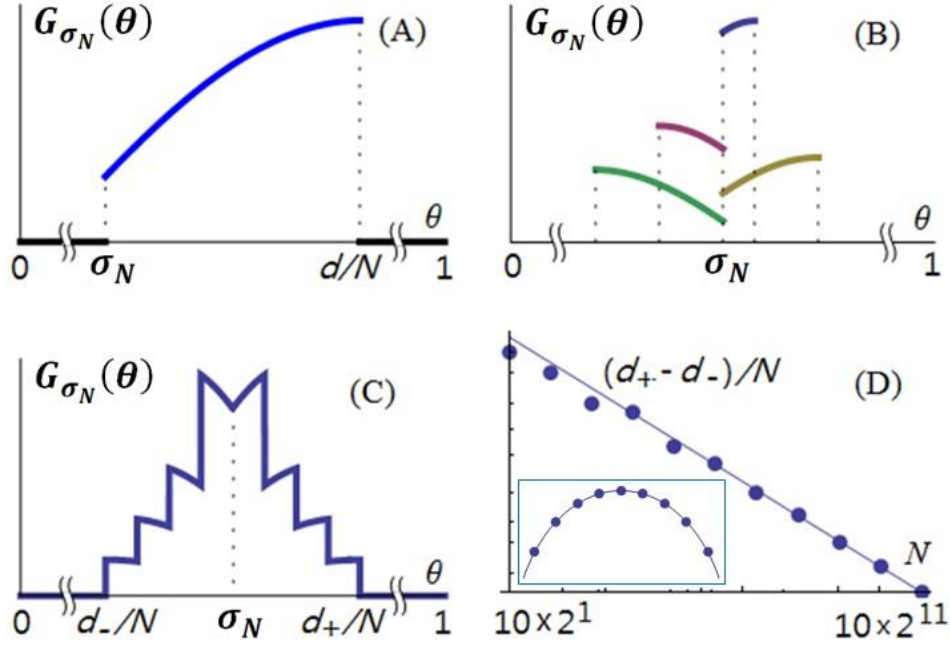 G_{σ_N}(θ) (A)
θ
0 σ_N d/N 1
G_{σ_N}(θ) (B)
θ
0 σ_N 1
G_{σ_N}(θ) (C)
θ
0 d_-/N σ_N d_+/N 1
(d_+ - d_-)/N (D)
N
10×2^1 10×2^11